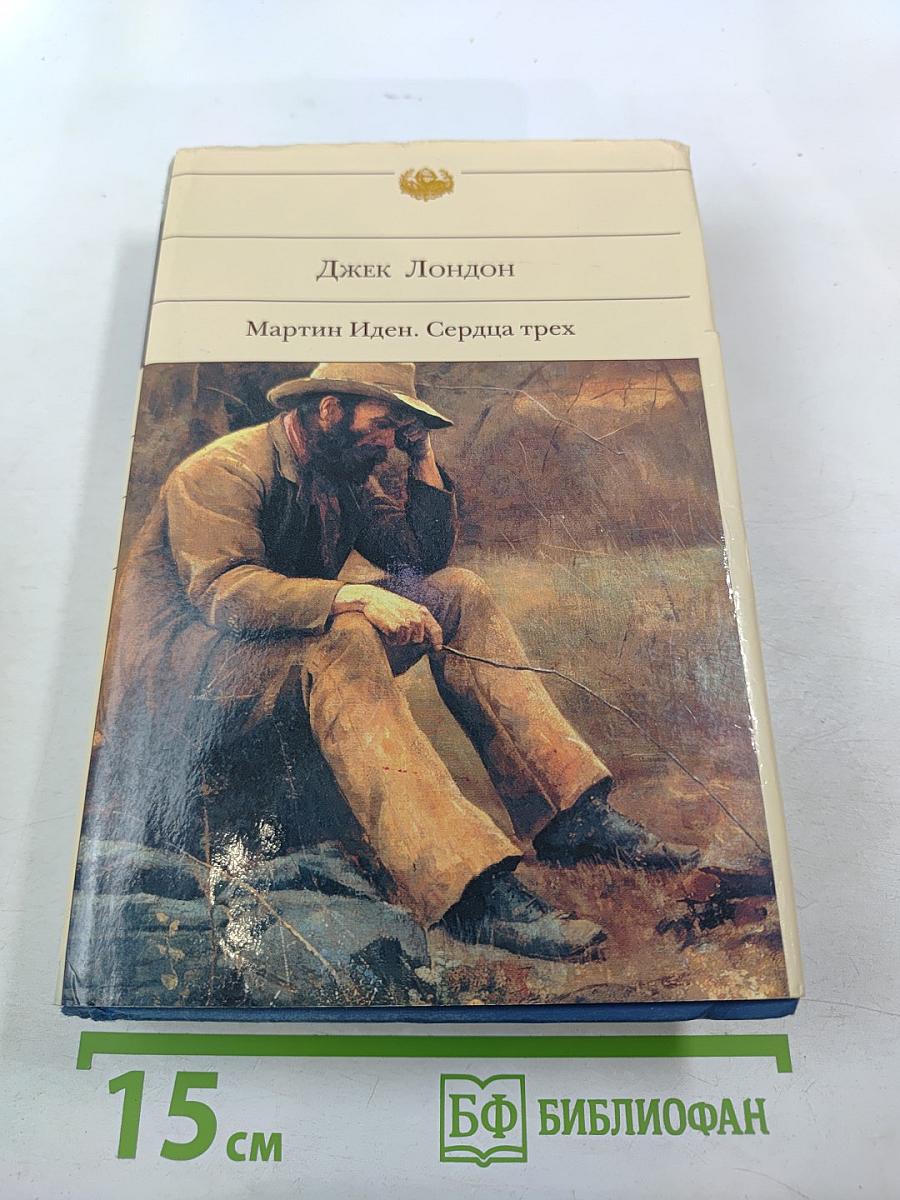 Джек Лондон
Мартин Иден. Сердца трех
15 см
БФ БИБЛИОФАН